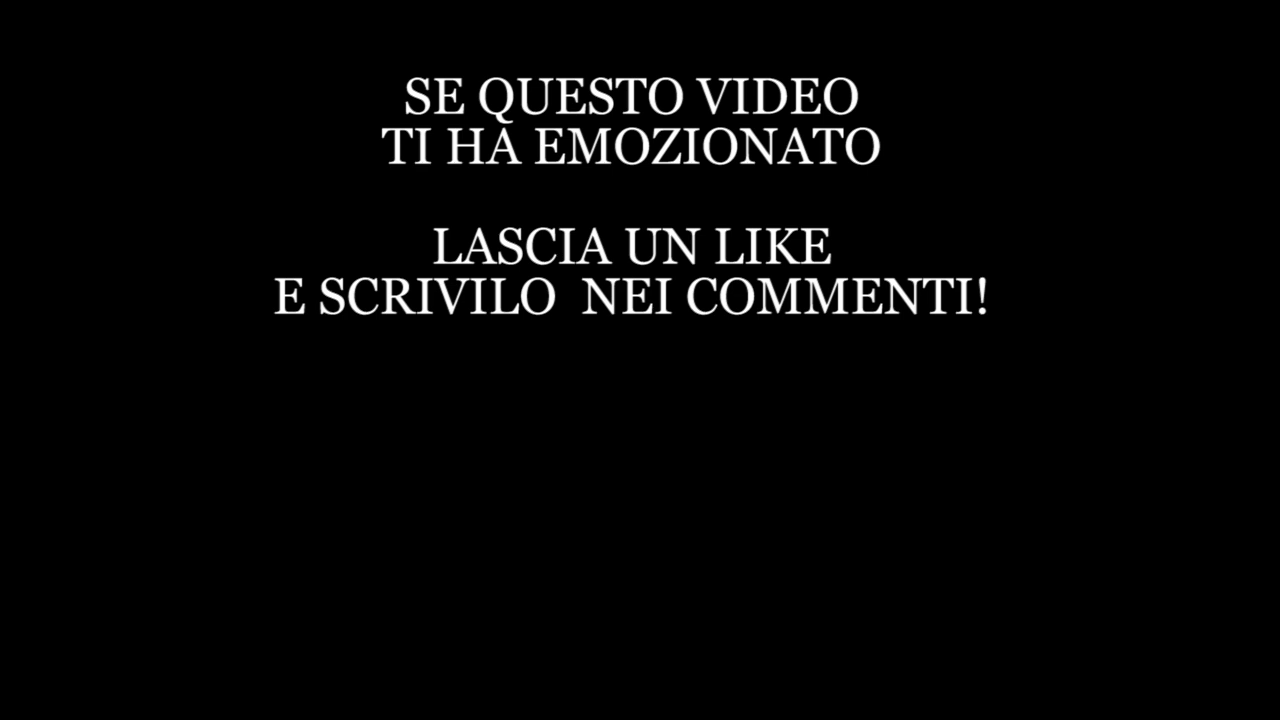 SE QUESTO VIDEO
TI HA EMOZIONATO
LASCIA UN LIKE
E SCRIVILO  NEI COMMENTI!